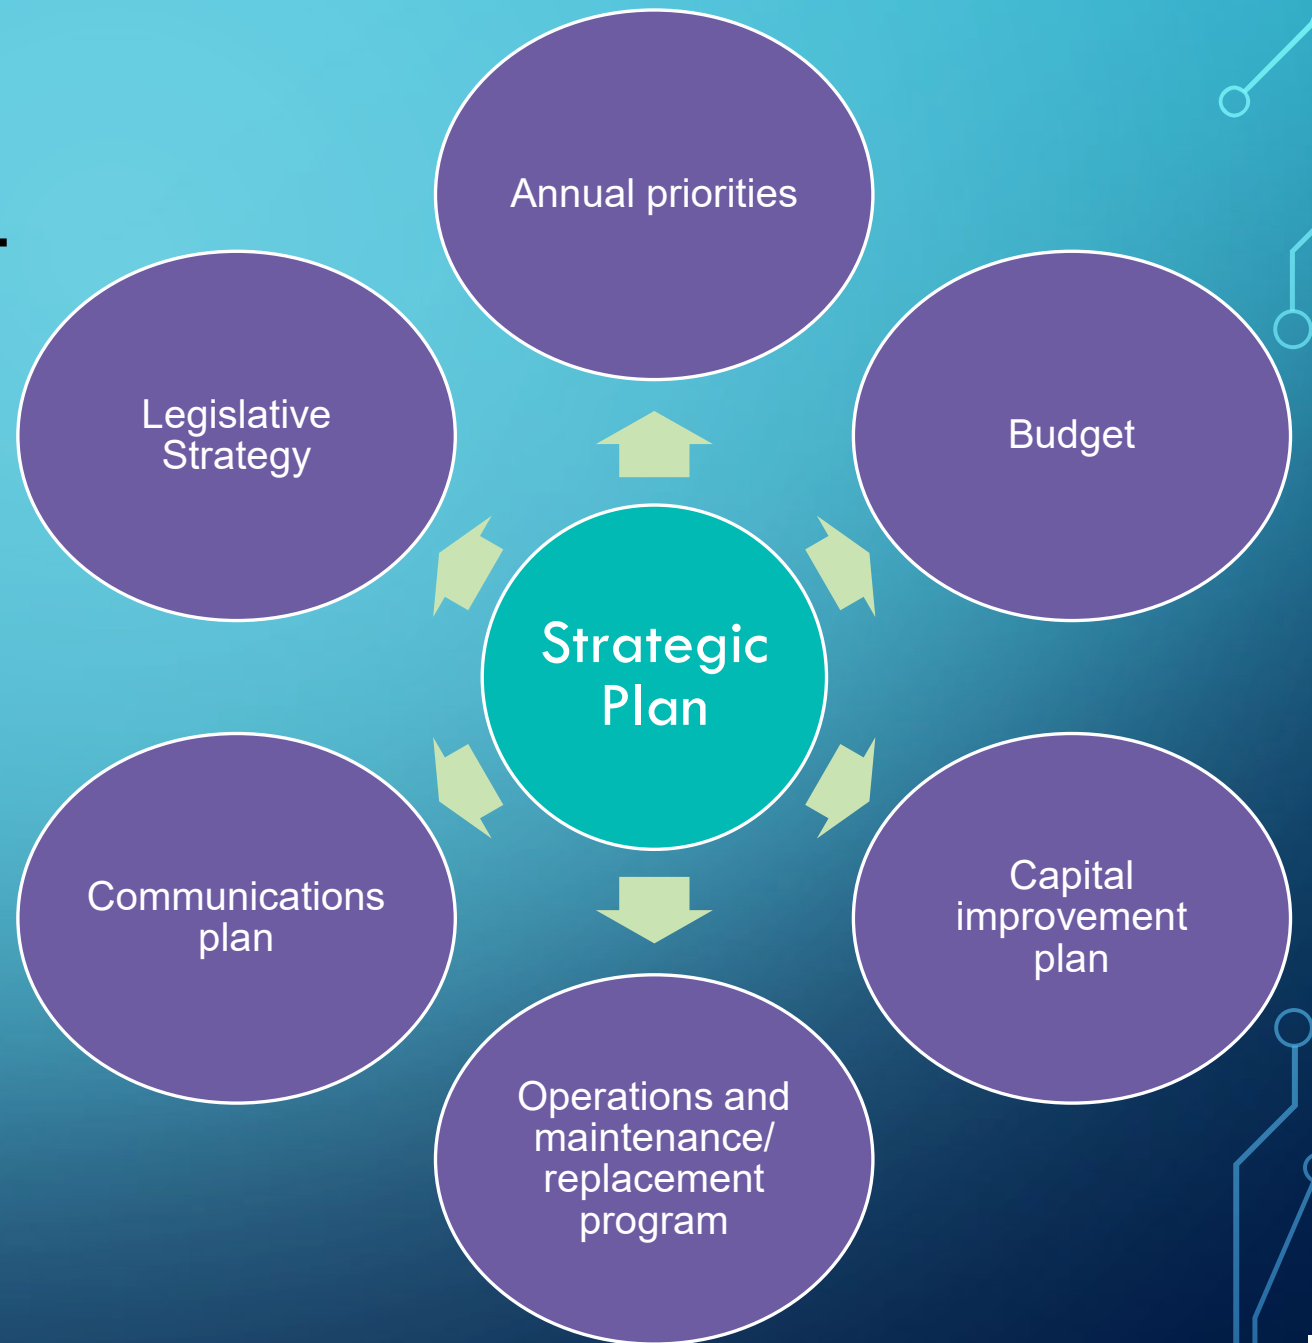 Annual priorities
Legislative
Strategy
Budget
Strategic
Plan
Communications
plan
Capital
improvement
plan
Operations and
maintenance/
replacement
program